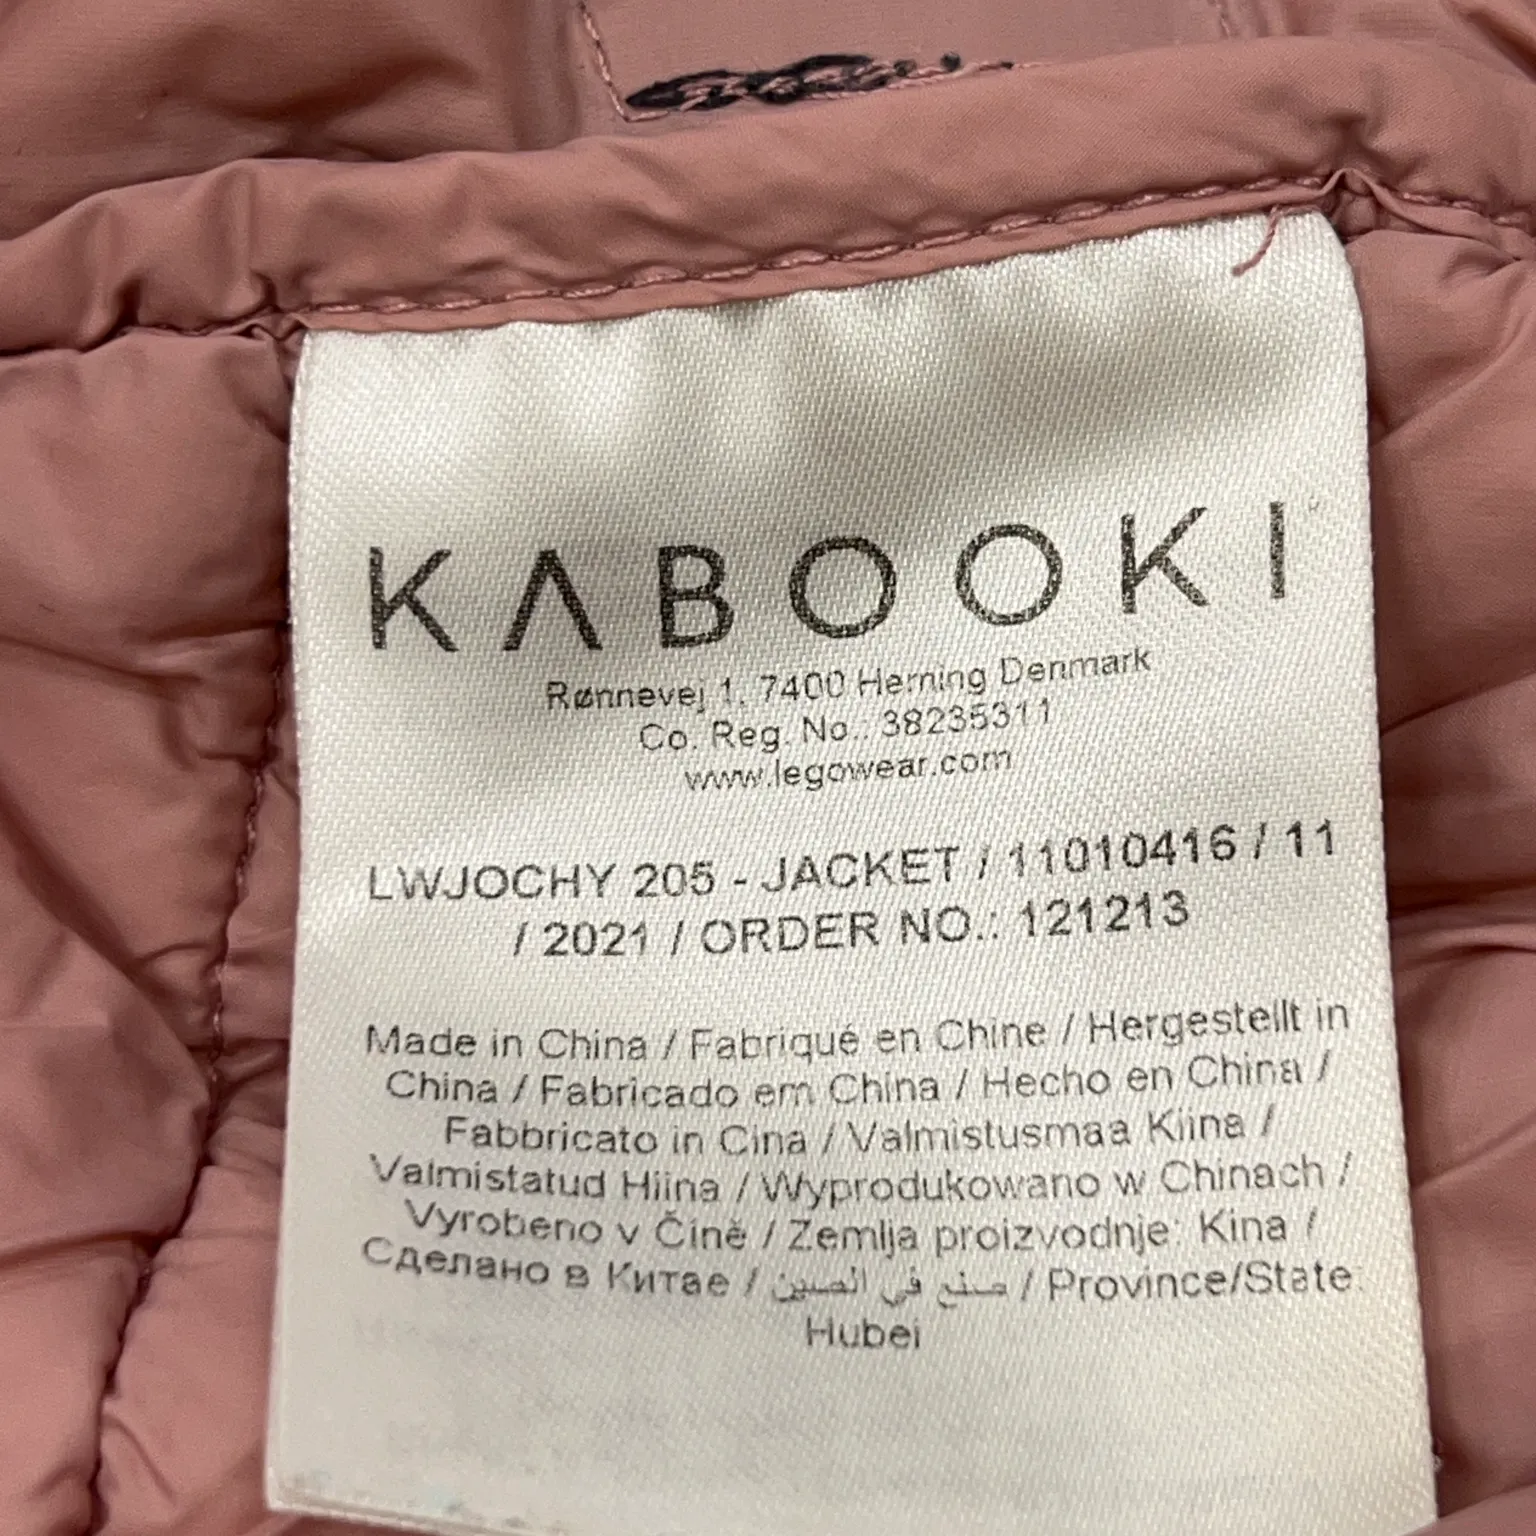 KABOOKI
Rønnevej 1, 7400 Herning Denmark
Co. Reg. No.: 38235311
www.legowear.com
LWJOCHY 205 - JACKET / 11010416 / 11
/ 2021 / ORDER NO.: 121213
Made in China / Fabriqué en Chine / Hergestellt in
China / Fabricado em China / Hecho en China /
Fabbricato in Cina / Valmistusmaa Kiina /
Valmistatud Hiina / Wyprodukowano w Chinach /
Vyrobeno v Čině / Zemlja proizvodnje: Kina /
Сделано в Китае / صنع في الصين / Province/State:
Hubei